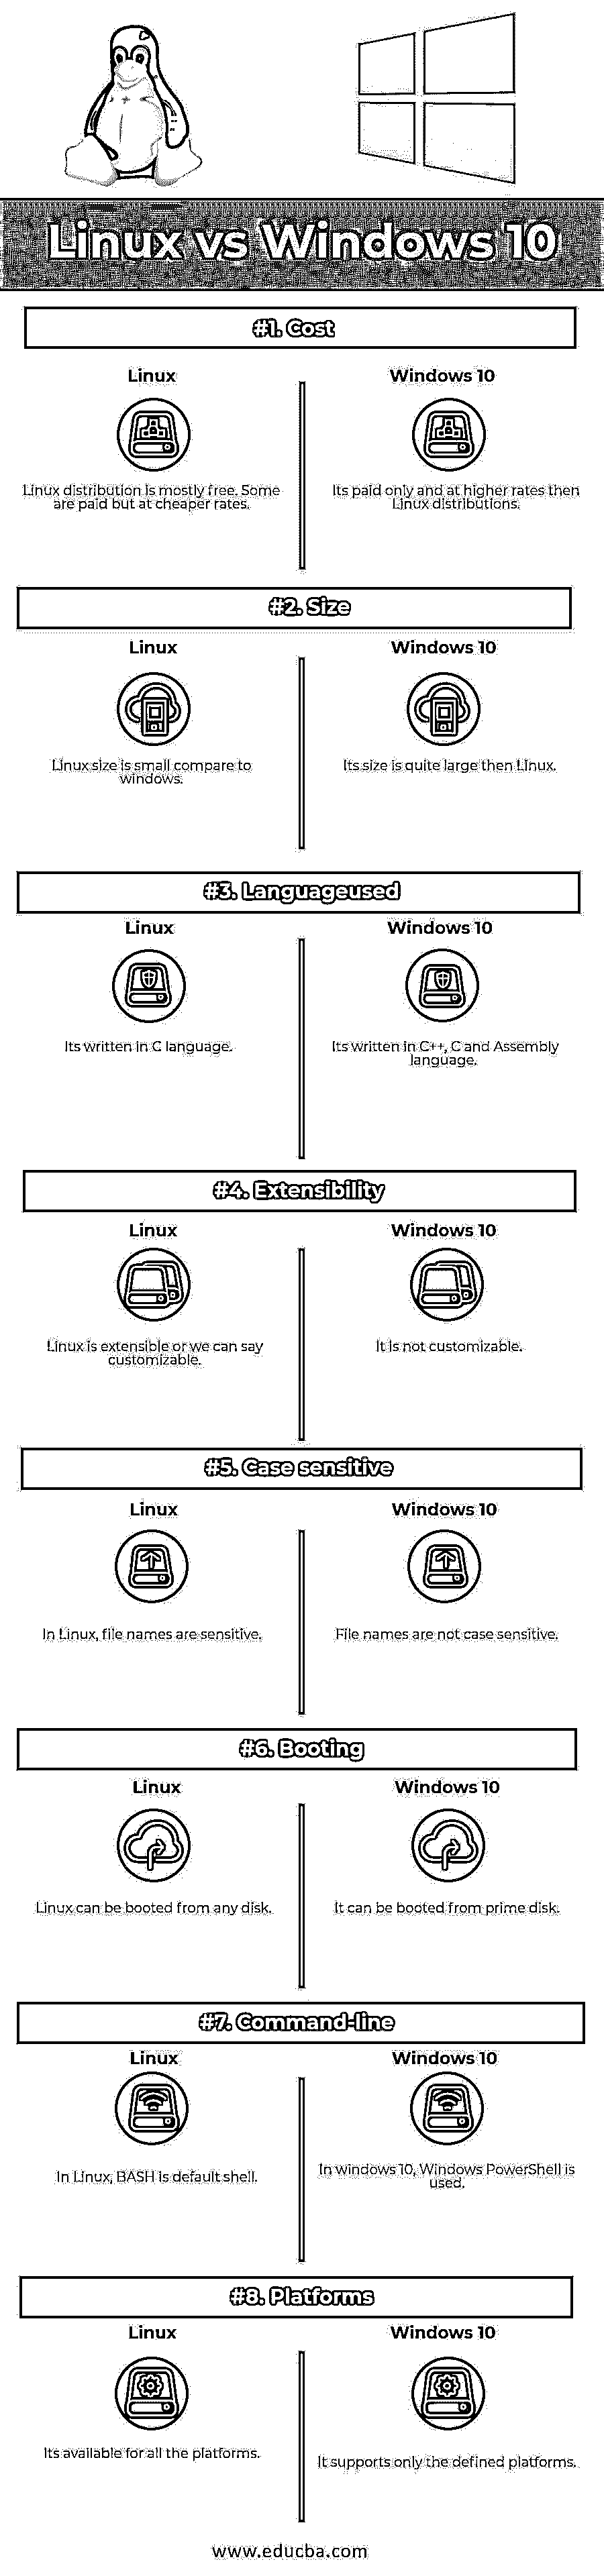 Linux vs Windows 10
#1. Cost
Linux
Linux distribution is mostly free. Some
are paid but at cheaper rates.
Windows 10
Its paid only and at higher rates then
Linux distributions.
#2. Size
Linux
Linux size is small compare to
windows.
Windows 10
Its size is quite large then Linux.
#3. Languageused
Linux
Its written in C language.
Windows 10
Its written in C++, C and Assembly
language.
#4. Extensibility
Linux
Linux is extensible or we can say
customizable.
Windows 10
It is not customizable.
#5. Case sensitive
Linux
In Linux, file names are sensitive.
Windows 10
File names are not case sensitive.
#6. Booting
Linux
Linux can be booted from any disk.
Windows 10
It can be booted from prime disk.
#7. Command-line
Linux
In Linux, BASH is default shell.
Windows 10
In windows 10, Windows PowerShell is
used.
#8. Platforms
Linux
Its available for all the platforms.
Windows 10
It supports only the defined platforms.
www.educba.com